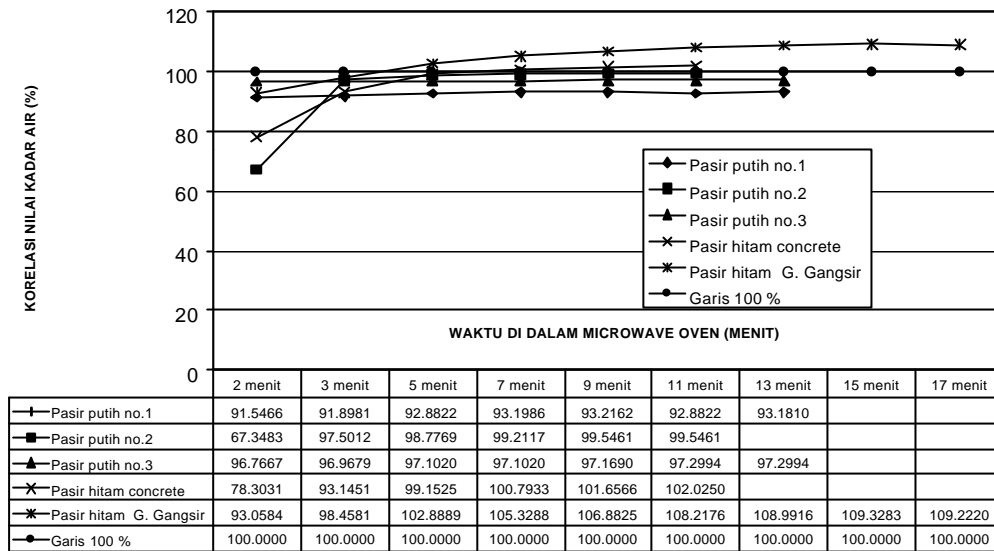 120
100
80
60
40
20
0
KORELASI NILAI KADAR AIR (%)
Pasir putih no.1
Pasir putih no.2
Pasir putih no.3
Pasir hitam concrete
Pasir hitam G. Gangsir
Garis 100 %
WAKTU DI DALAM MICROWAVE OVEN (MENIT)
2 menit 3 menit 5 menit 7 menit 9 menit 11 menit 13 menit 15 menit 17 menit
Pasir putih no.1 91.5466 91.8981 92.8822 93.1986 93.2162 92.8822 93.1810
Pasir putih no.2 67.3483 97.5012 98.7769 99.2117 99.5461 99.5461
Pasir putih no.3 96.7667 96.9679 97.1020 97.1020 97.1690 97.2994 97.2994
Pasir hitam concrete 78.3031 93.1451 99.1525 100.7933 101.6566 102.0250
Pasir hitam G. Gangsir 93.0584 98.4581 102.8889 105.3288 106.8825 108.2176 108.9916 109.3283 109.2220
Garis 100 % 100.0000 100.0000 100.0000 100.0000 100.0000 100.0000 100.0000 100.0000 100.0000